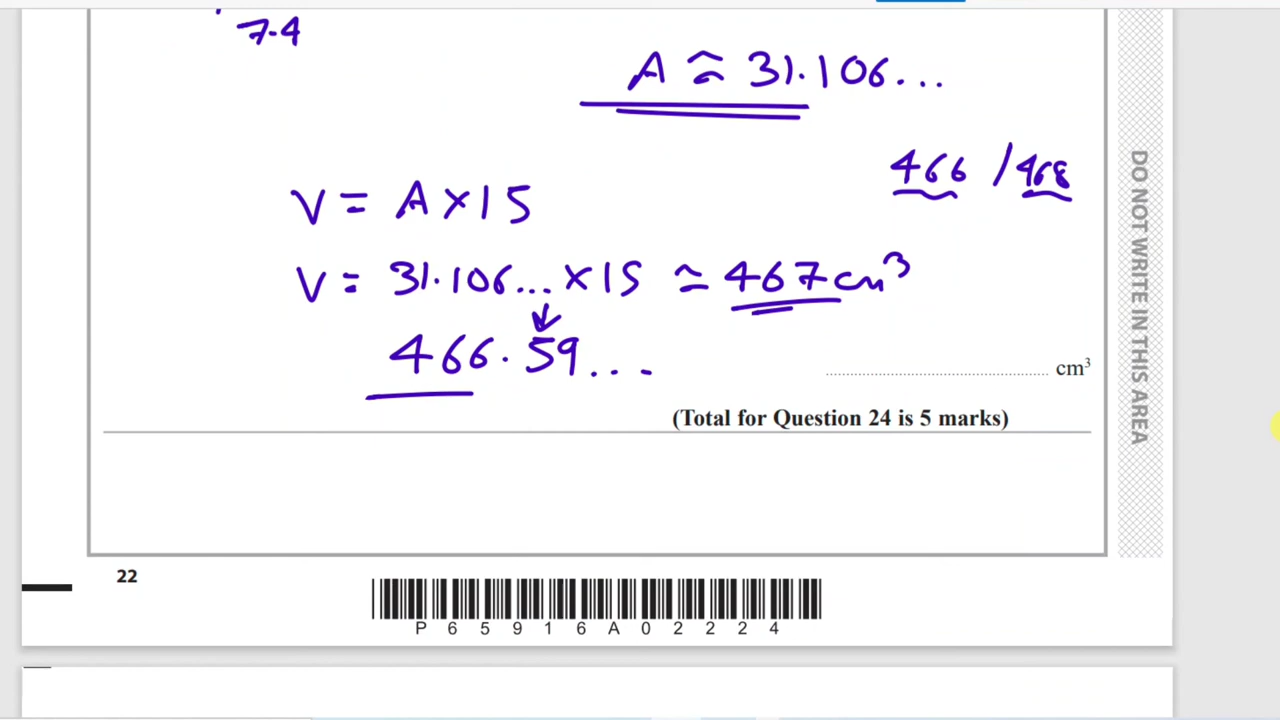 7.4
A ≈ 31.106...
466 / 468
V = A × 15
V = 31.106... × 15 ≃ 467 cm³
466.59...
.......................................... cm³
(Total for Question 24 is 5 marks)
DO NOT WRITE IN THIS AREA
22
P 6 5 9 1 6 A 0 2 2 2 4